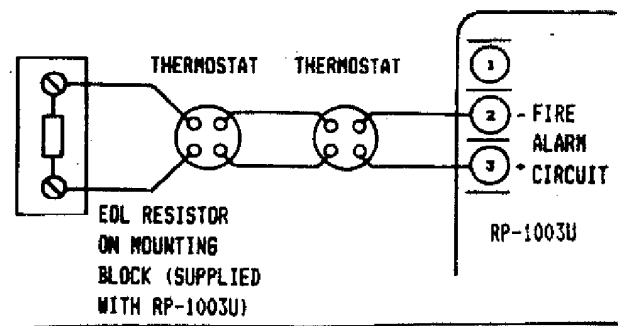 THERMOSTAT THERMOSTAT
1
2 - FIRE
ALARM
3 + CIRCUIT
RP-1003U
EOL RESISTOR
ON MOUNTING
BLOCK (SUPPLIED
WITH RP-1003U)